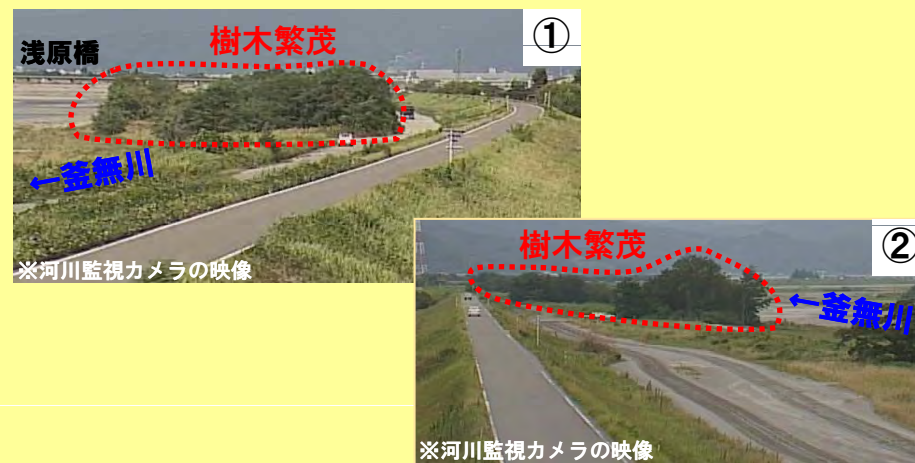 ①
樹木繁茂
浅原橋
←釜無川
※河川監視カメラの映像
②
樹木繁茂
←釜無川
※河川監視カメラの映像